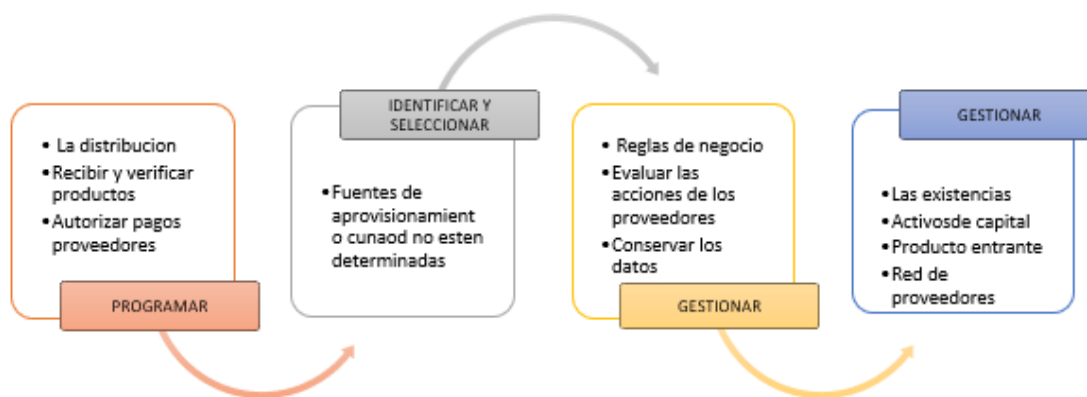 • La distribucion
• Recibir y verificar
productos
• Autorizar pagos
proveedores
PROGRAMAR
IDENTIFICAR Y
SELECCIONAR
• Fuentes de
aprovisionamient
o cunaod no esten
determinadas
• Reglas de negocio
• Evaluar las
acciones de los
proveedores
• Conservar los
datos
GESTIONAR
GESTIONAR
• Las existencias
• Activosde capital
• Producto entrante
• Red de
proveedores